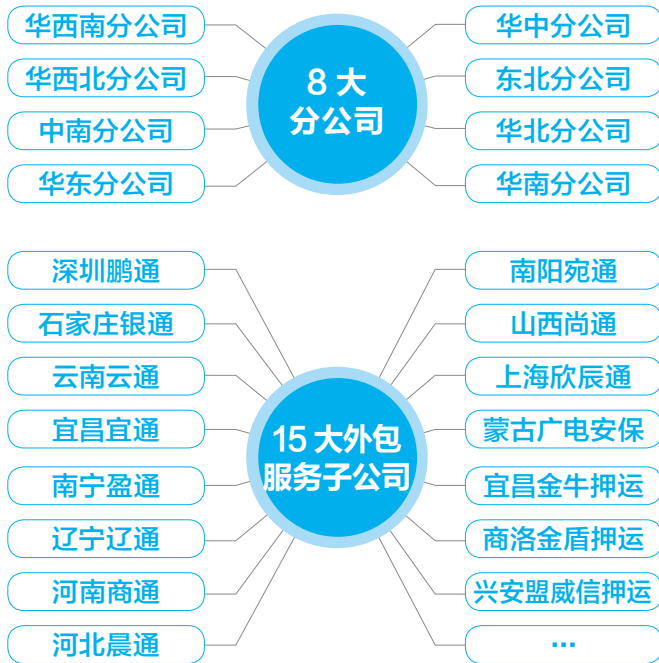 华西南分公司
华西北分公司
中南分公司
华东分公司
8 大
分公司
华中分公司
东北分公司
华北分公司
华南分公司
深圳鹏通
石家庄银通
云南云通
宜昌宜通
南宁盈通
辽宁辽通
河南商通
河北晨通
15 大外包
服务子公司
南阳宛通
山西尚通
上海欣辰通
蒙古广电安保
宜昌金牛押运
商洛金盾押运
兴安盟威信押运
···